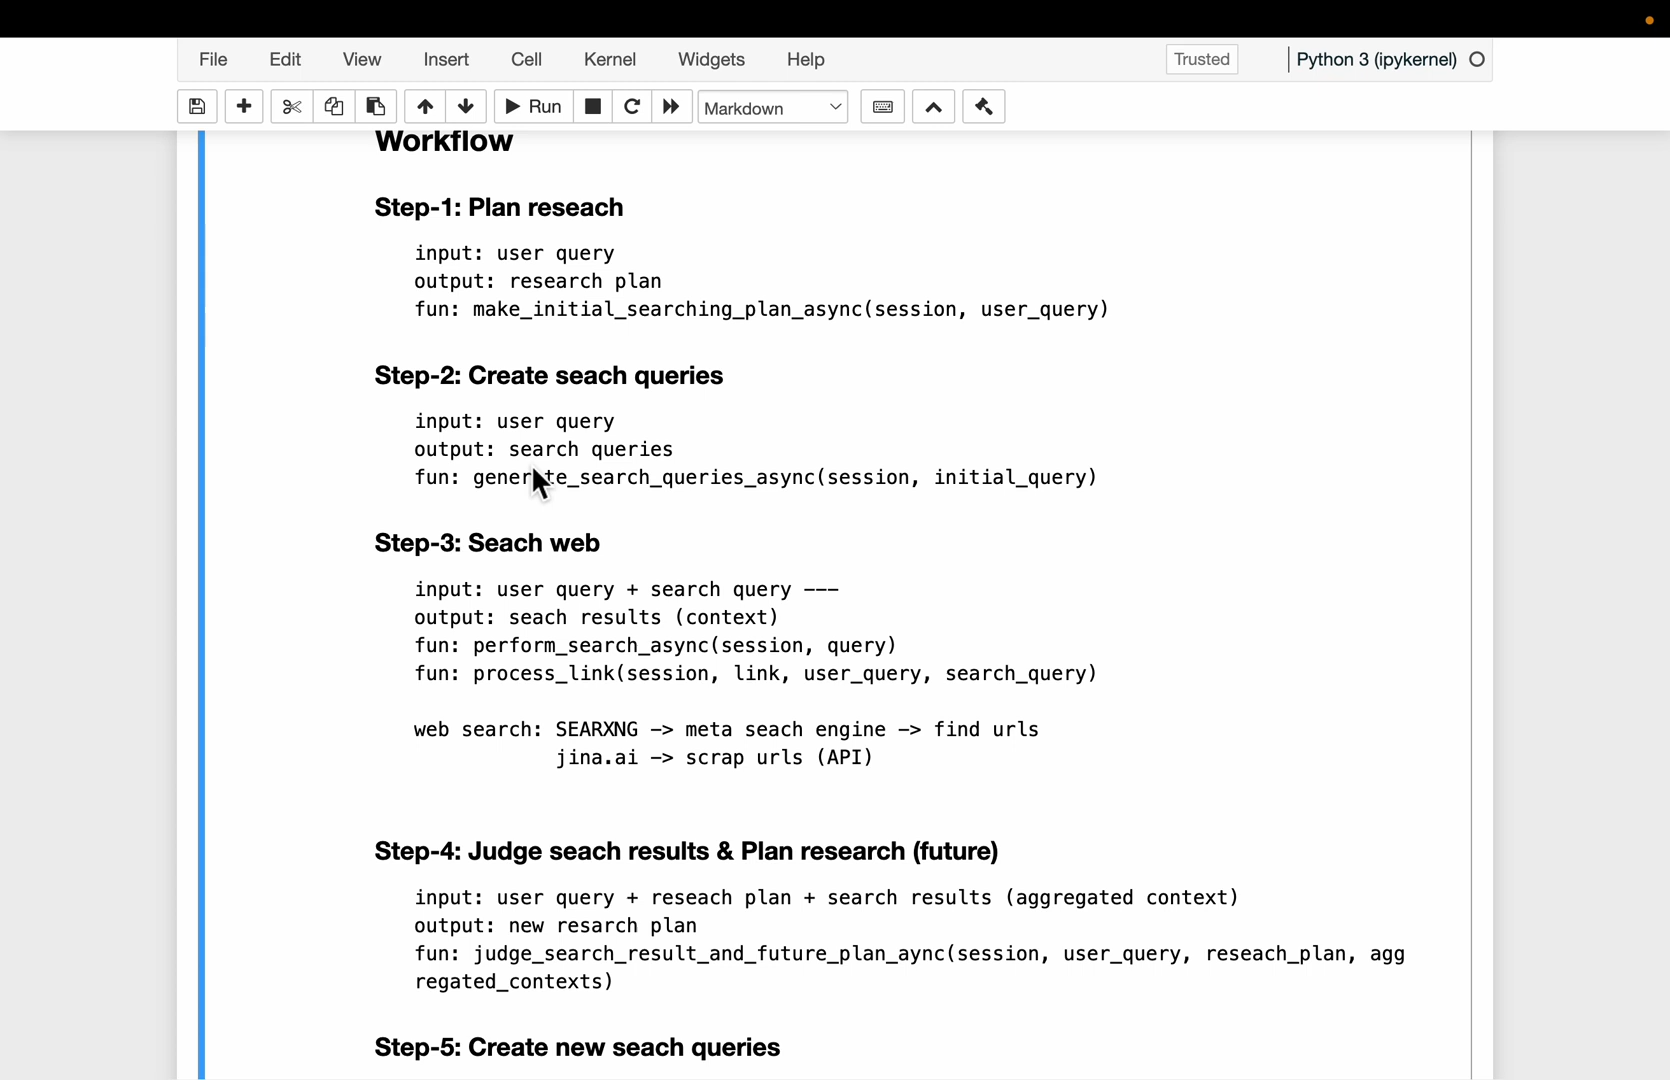 File Edit View Insert Cell Kernel Widgets Help Trusted Python 3 (ipykernel)
Run Markdown
Workflow
Step-1: Plan reseach
input: user query
output: research plan
fun: make_initial_searching_plan_async(session, user_query)
Step-2: Create seach queries
input: user query
output: search queries
fun: generate_search_queries_async(session, initial_query)
Step-3: Seach web
input: user query + search query ---
output: seach results (context)
fun: perform_search_async(session, query)
fun: process_link(session, link, user_query, search_query)
web search: SEARXNG -> meta seach engine -> find urls
jina.ai -> scrap urls (API)
Step-4: Judge seach results & Plan research (future)
input: user query + reseach plan + search results (aggregated context)
output: new resarch plan
fun: judge_search_result_and_future_plan_aync(session, user_query, reseach_plan, agg
regated_contexts)
Step-5: Create new seach queries